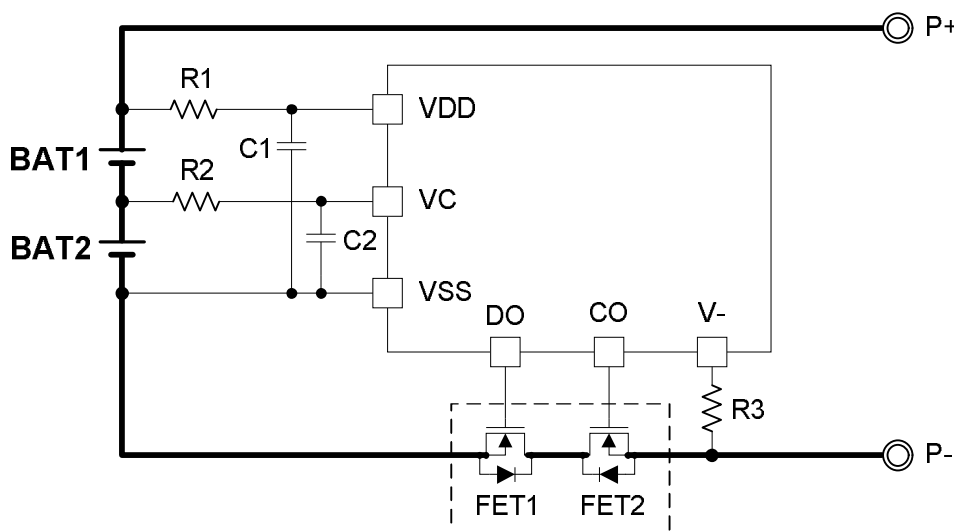 P+
R1
VDD
C1
BAT1
R2
VC
C2
BAT2
VSS
DO
CO
V-
R3
P-
FET1
FET2